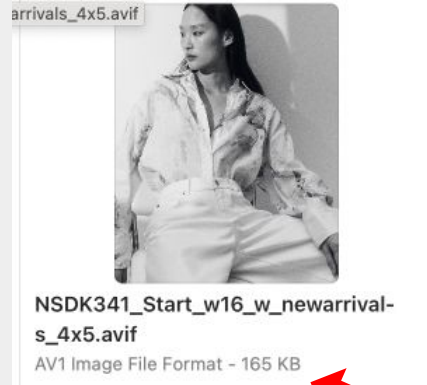 arrivals_4x5.avif
NSDK341_Start_w16_w_newarrival-
s_4x5.avif
AV1 Image File Format - 165 KB